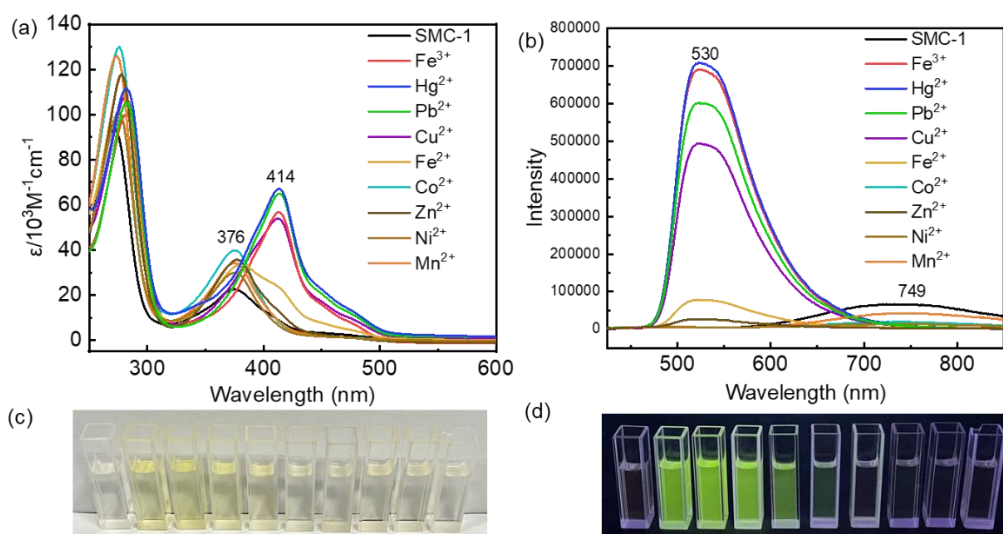 (a)
140
120
100
80
60
40
20
0
ε/10³M⁻¹cm⁻¹
376
414
SMC-1
Fe³⁺
Hg²⁺
Pb²⁺
Cu²⁺
Fe²⁺
Co²⁺
Zn²⁺
Ni²⁺
Mn²⁺
300 400 500 600
Wavelength (nm)
(b)
800000
700000
600000
500000
400000
300000
200000
100000
0
Intensity
530
749
SMC-1
Fe³⁺
Hg²⁺
Pb²⁺
Cu²⁺
Fe²⁺
Co²⁺
Zn²⁺
Ni²⁺
Mn²⁺
500 600 700 800
Wavelength (nm)
(c)
(d)